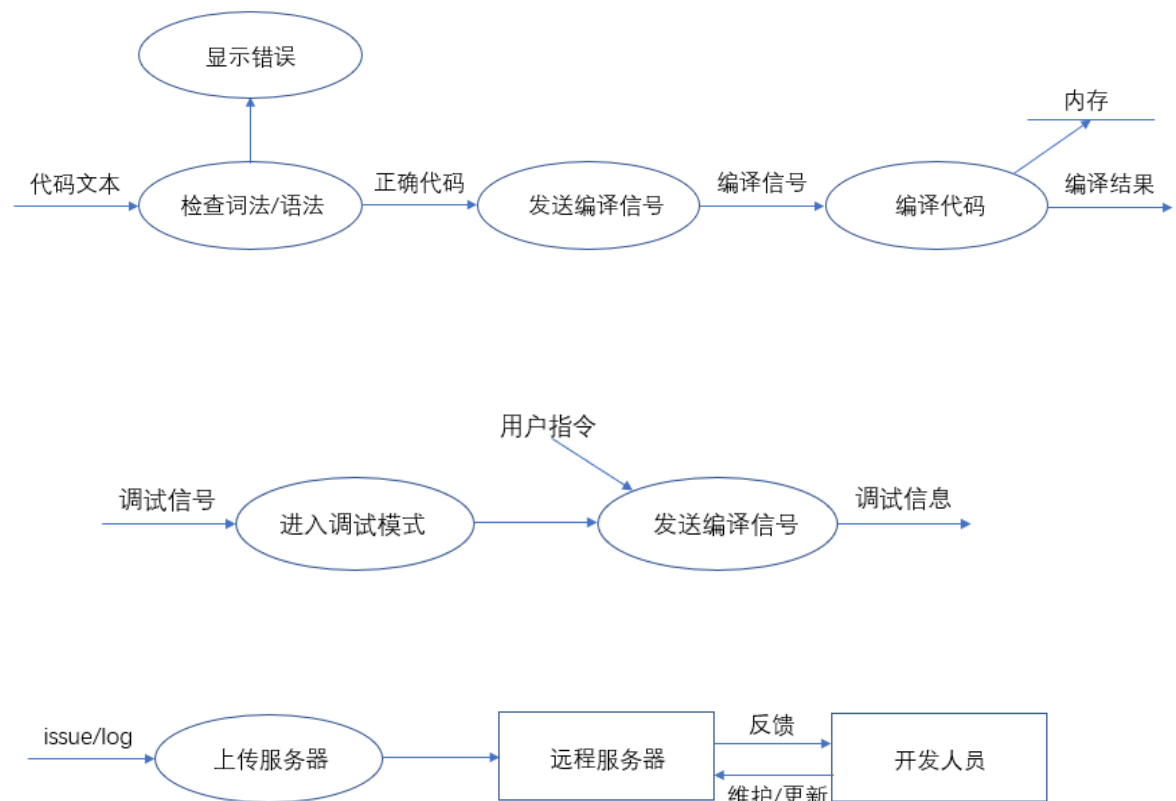 显示错误
内存
代码文本
检查词法/语法
正确代码
发送编译信号
编译信号
编译代码
编译结果
用户指令
调试信号
进入调试模式
发送编译信号
调试信息
issue/log
上传服务器
远程服务器
反馈
开发人员
维护/更新